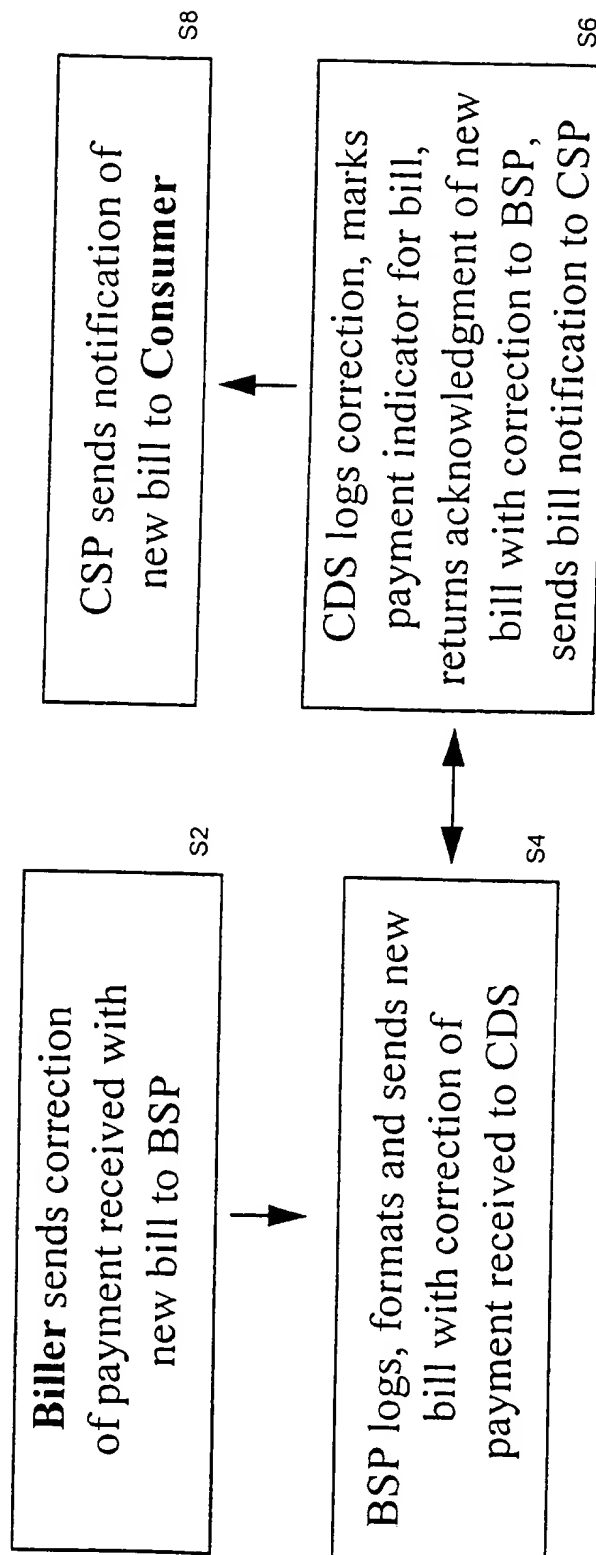 Biller sends correction
of payment received with
new bill to BSP
S2
BSP logs, formats and sends new
bill with correction of
payment received to CDS
S4
CDS logs correction, marks
payment indicator for bill,
returns acknowledgment of new
bill with correction to BSP,
sends bill notification to CSP
S6
CSP sends notification of
new bill to Consumer
S8